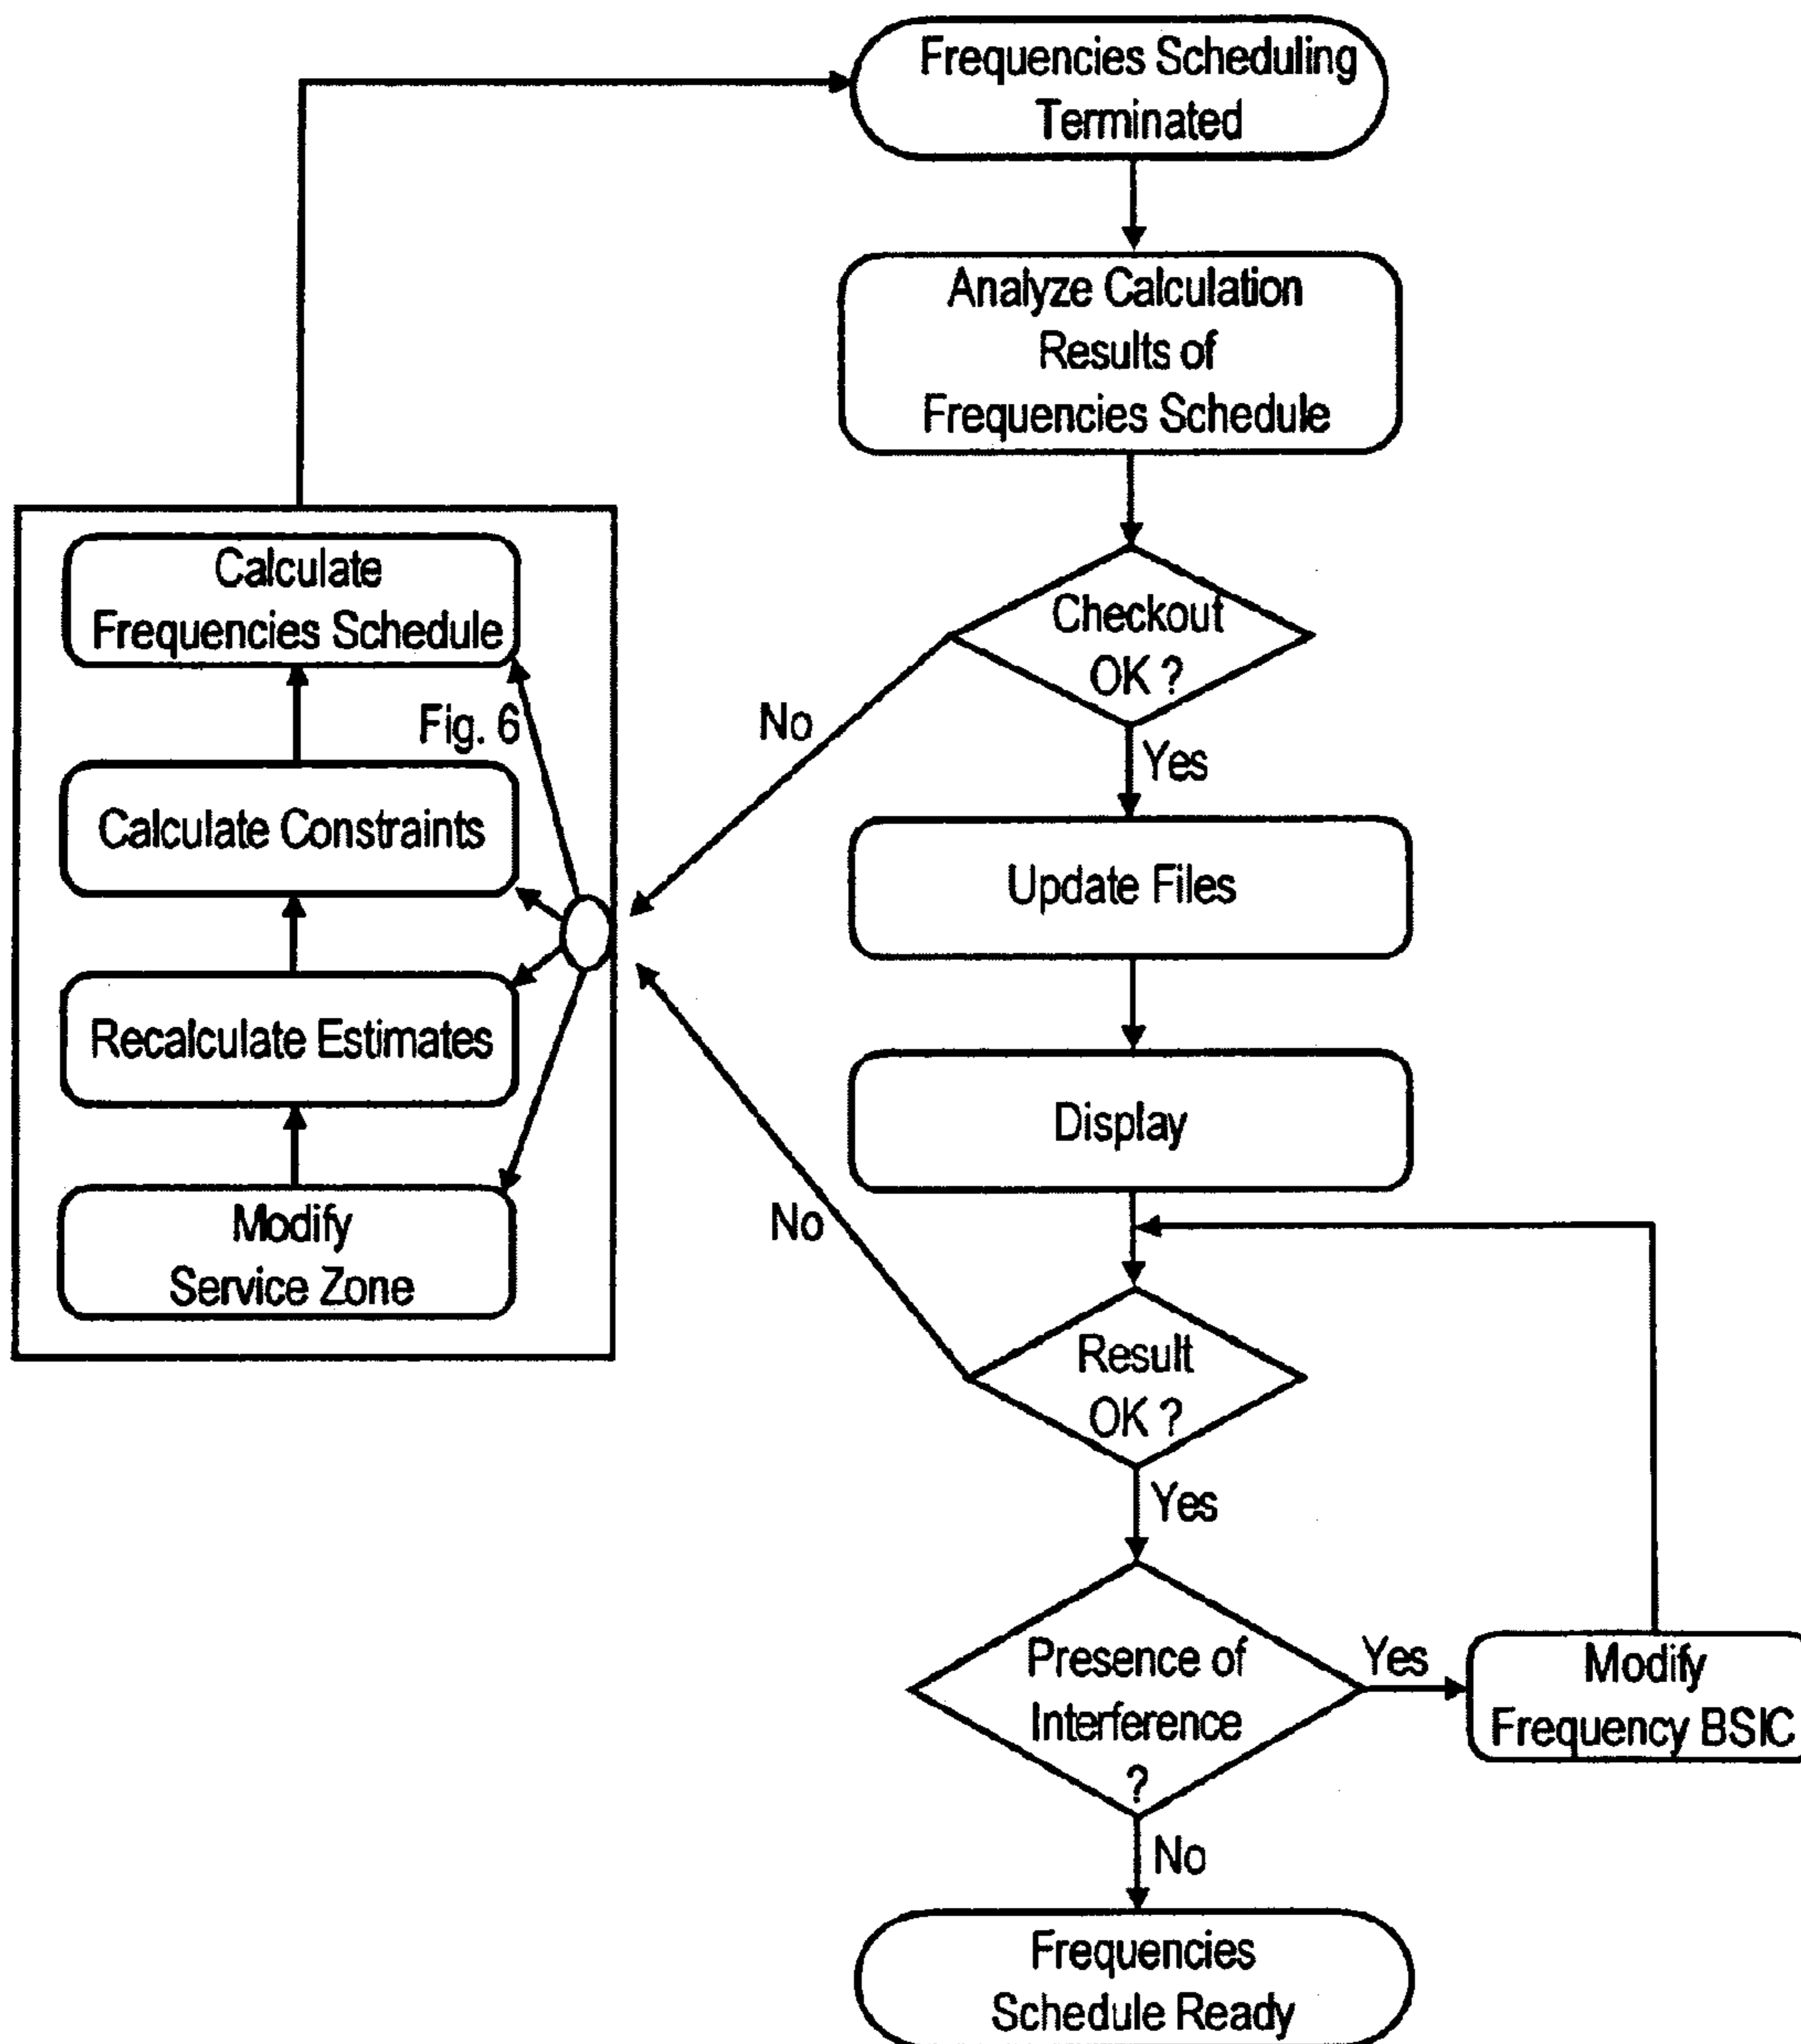 Frequencies Scheduling
Terminated
Analyze Calculation
Results of
Frequencies Schedule
Checkout
OK ?
No
Yes
Update Files
Display
No
Result
OK ?
Yes
Presence of
Interference
?
Yes
Modify
Frequency BSIC
No
Frequencies
Schedule Ready
Calculate
Frequencies Schedule
Fig. 6
Calculate Constraints
Recalculate Estimates
Modify
Service Zone